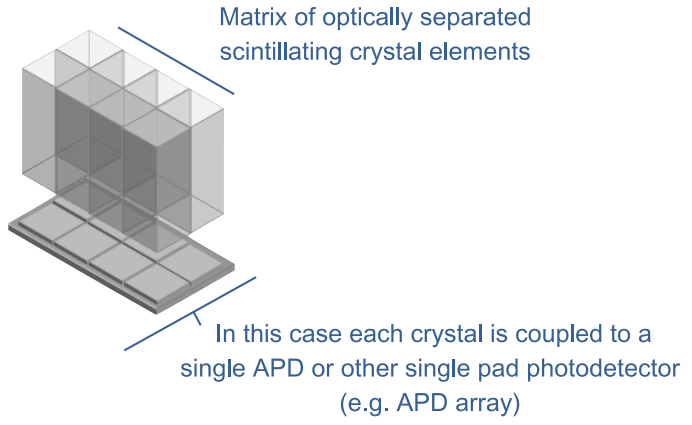 Matrix of optically separated
scintillating crystal elements
In this case each crystal is coupled to a
single APD or other single pad photodetector
(e.g. APD array)